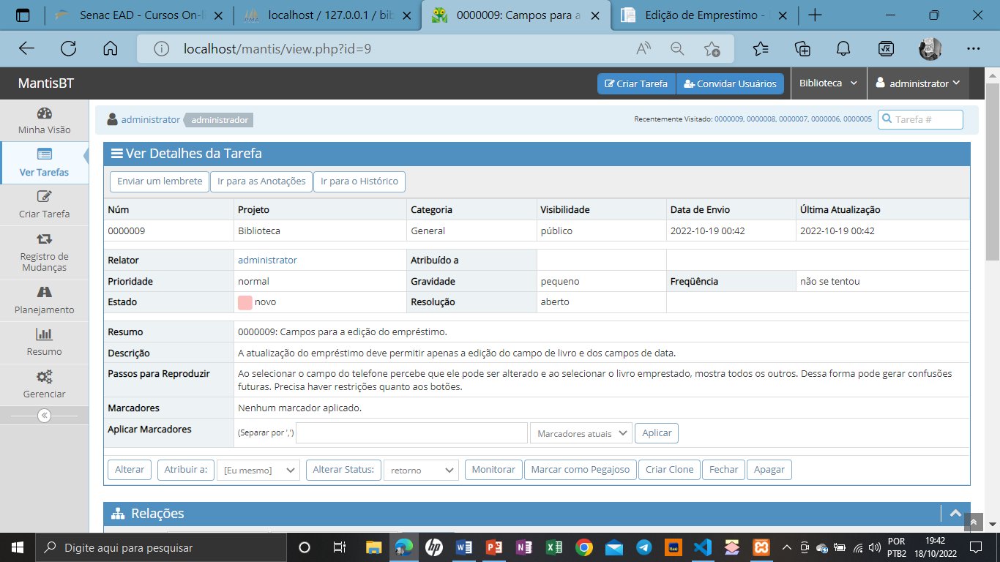 Senac EAD - Cursos On-li
localhost / 127.0.0.1 / bib
0000009: Campos para a
Edição de Emprestimo -
localhost/mantis/view.php?id=9
MantisBT
Criar Tarefa
Convidar Usuários
Biblioteca
administrator
Minha Visão
Ver Tarefas
Criar Tarefa
Registro de
Mudanças
Planejamento
Resumo
Gerenciar
administrator administrador
Recentemente Visitado: 0000009, 0000008, 0000007, 0000006, 0000005
Tarefa #
Ver Detalhes da Tarefa
Enviar um lembrete Ir para as Anotações Ir para o Histórico
Núm Projeto Categoria Visibilidade Data de Envio Última Atualização
0000009 Biblioteca General público 2022-10-19 00:42 2022-10-19 00:42
Relator administrator Atribuído a
Prioridade normal Gravidade pequeno Freqüência não se tentou
Estado novo Resolução aberto
Resumo 0000009: Campos para a edição do empréstimo.
Descrição A atualização do empréstimo deve permitir apenas a edição do campo de livro e dos campos de data.
Passos para Reproduzir Ao selecionar o campo do telefone percebe que ele pode ser alterado e ao selecionar o livro emprestado, mostra todos os outros. Dessa forma pode gerar confusões
futuras. Precisa haver restrições quanto aos botões.
Marcadores Nenhum marcador aplicado.
Aplicar Marcadores (Separar por ',') Marcadores atuais Aplicar
Alterar Atribuir a: [Eu mesmo] Alterar Status: retorno Monitorar Marcar como Pegajoso Criar Clone Fechar Apagar
Relações
Digite aqui para pesquisar
POR
PTB2
19:42
18/10/2022